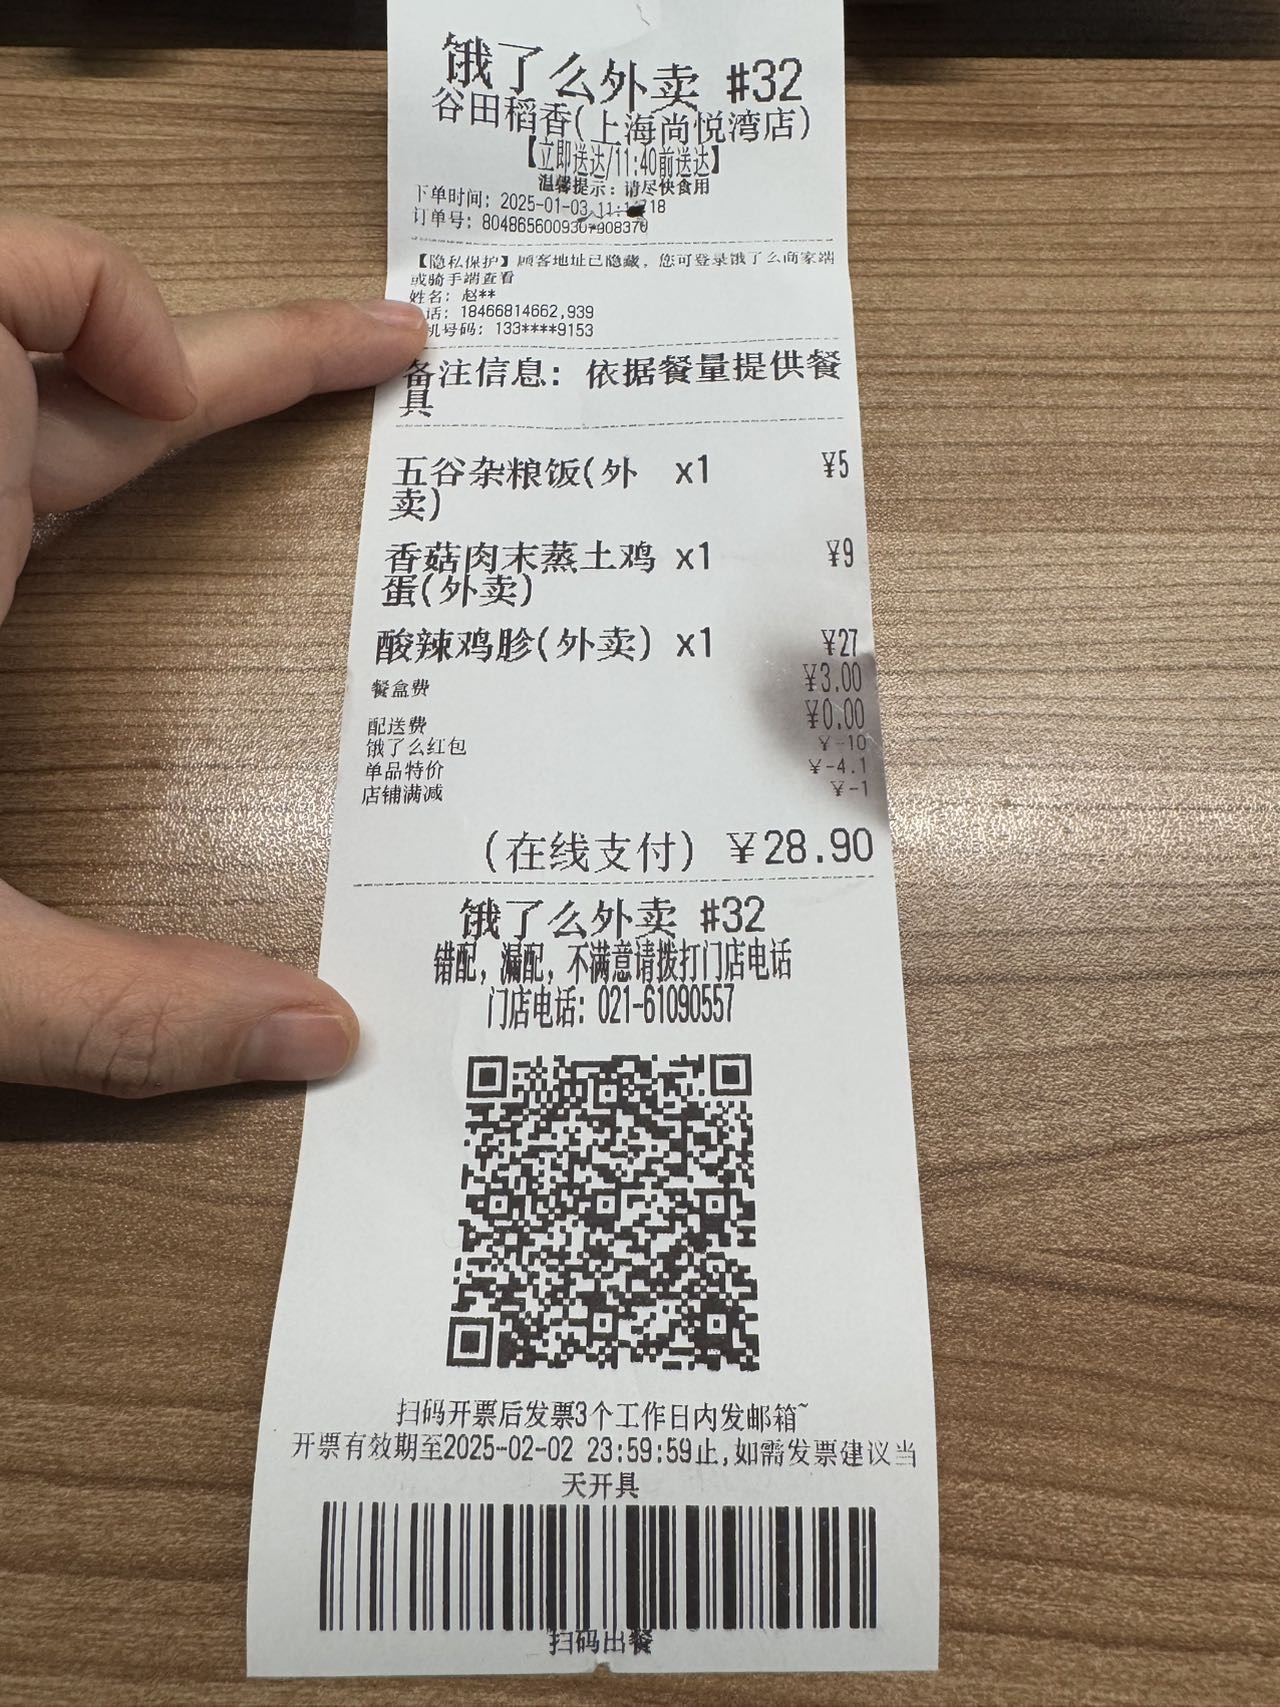 饿了么外卖 #32
谷田稻香(上海尚悦湾店)
【立即送达/11:40前送达】
温馨提示: 请尽快食用
下单时间: 2025-01-03
订单号:
【隐私保护】顾客地址已隐藏, 您可登录饿了么商家端
或骑手端查看
姓名: 赵**
话: 18466814662,939
机号码: 133****9153
备注信息: 依据餐量提供餐
具
五谷杂粮饭(外 x1 ¥5
卖)
香菇肉末蒸土鸡 x1 ¥9
蛋(外卖)
酸辣鸡胗(外卖) x1 ¥27
餐盒费 ¥3.00
配送费 ¥0.00
饿了么红包 ¥-10
单品特价 ¥-4.1
店铺满减 ¥-1
(在线支付) ¥28.90
饿了么外卖 #32
错配, 漏配, 不满意请拨打门店电话
门店电话: 021-61090557
扫码开票后发票3个工作日内发邮箱~
开票有效期至2025-02-02 23:59:59止,如需发票建议当
天开具
扫码出餐